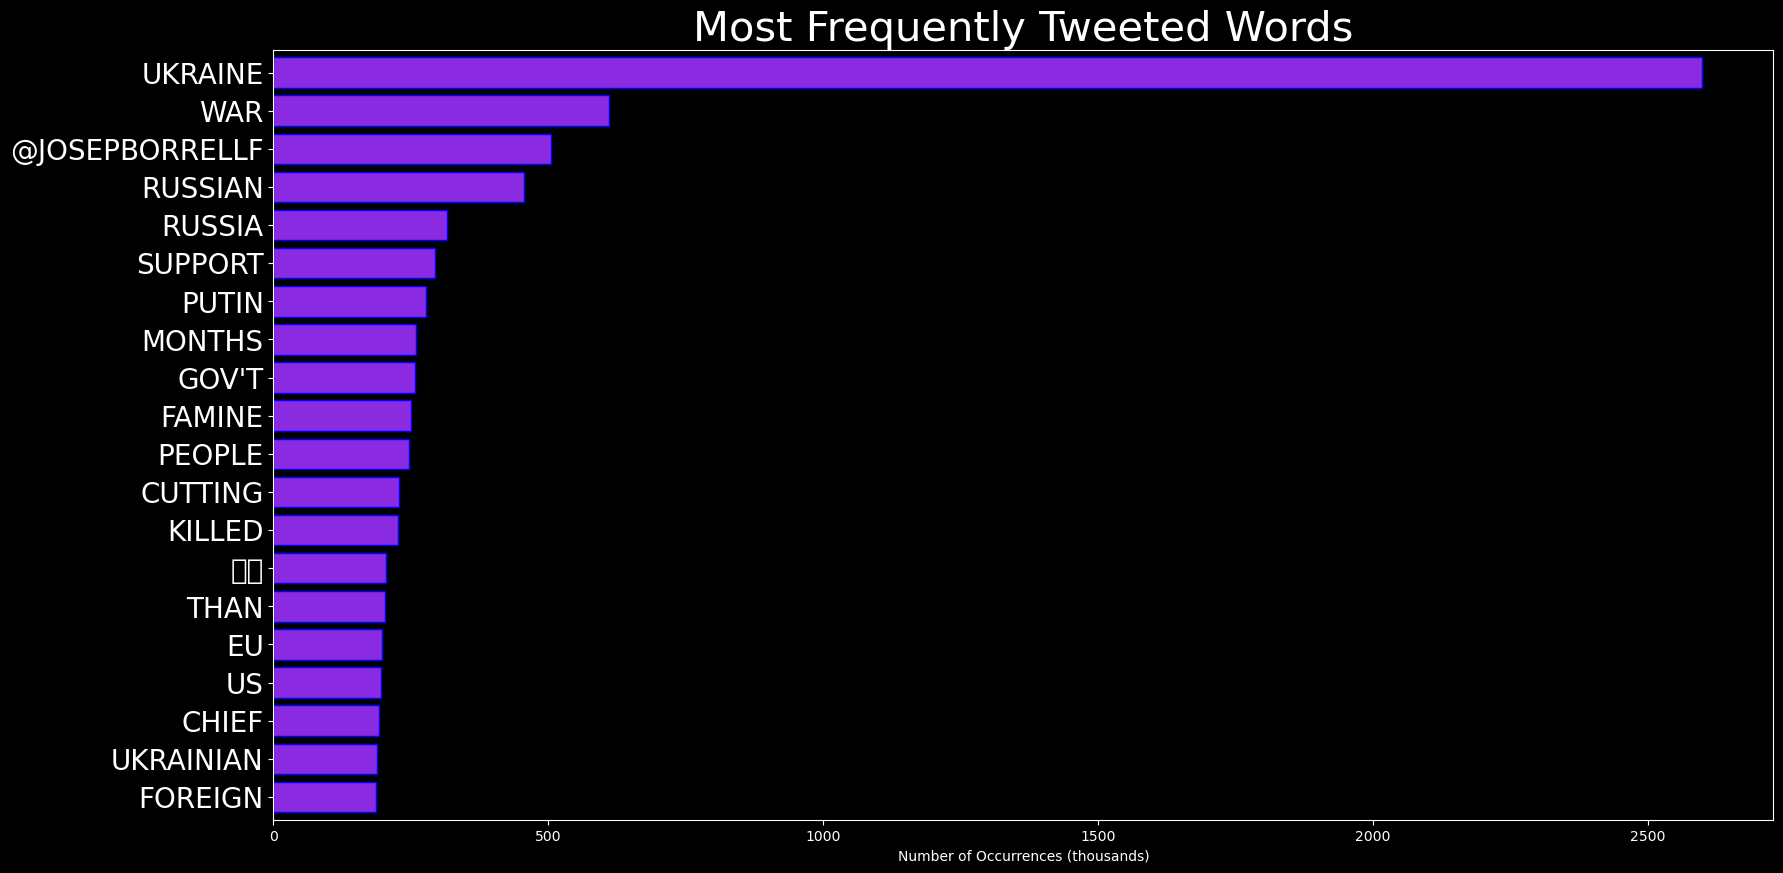 Most Frequently Tweeted Words
UKRAINE
WAR
@JOSEPBORRELLF
RUSSIAN
RUSSIA
SUPPORT
PUTIN
MONTHS
GOV'T
FAMINE
PEOPLE
CUTTING
KILLED
THAN
EU
US
CHIEF
UKRAINIAN
FOREIGN
0 500 1000 1500 2000 2500
Number of Occurrences (thousands)